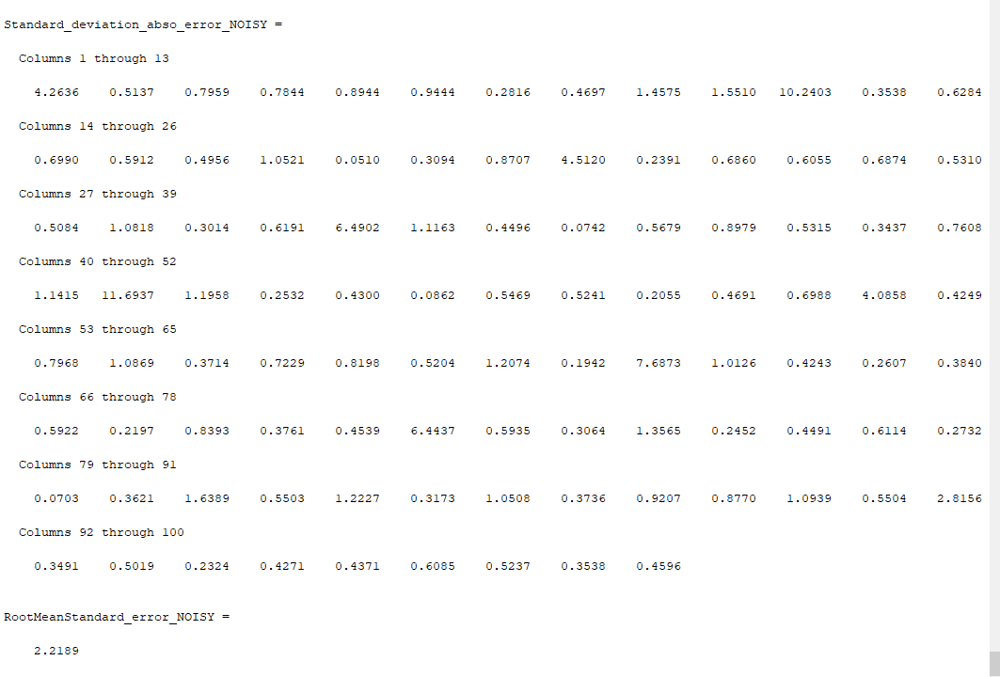 Standard_deviation_abso_error_NOISY =
Columns 1 through 13
4.2636 0.5137 0.7959 0.7844 0.8944 0.9444 0.2816 0.4697 1.4575 1.5510 10.2403 0.3538 0.6284
Columns 14 through 26
0.6990 0.5912 0.4956 1.0521 0.0510 0.3094 0.8707 4.5120 0.2391 0.6860 0.6055 0.6874 0.5310
Columns 27 through 39
0.5084 1.0818 0.3014 0.6191 6.4902 1.1163 0.4496 0.0742 0.5679 0.8979 0.5315 0.3437 0.7608
Columns 40 through 52
1.1415 11.6937 1.1958 0.2532 0.4300 0.0862 0.5469 0.5241 0.2055 0.4691 0.6988 4.0858 0.4249
Columns 53 through 65
0.7968 1.0869 0.3714 0.7229 0.8198 0.5204 1.2074 0.1942 7.6873 1.0126 0.4243 0.2607 0.3840
Columns 66 through 78
0.5922 0.2197 0.8393 0.3761 0.4539 6.4437 0.5935 0.3064 1.3565 0.2452 0.4491 0.6114 0.2732
Columns 79 through 91
0.0703 0.3621 1.6389 0.5503 1.2227 0.3173 1.0508 0.3736 0.9207 0.8770 1.0939 0.5504 2.8156
Columns 92 through 100
0.3491 0.5019 0.2324 0.4271 0.4371 0.6085 0.5237 0.3538 0.4596
RootMeanStandard_error_NOISY =
2.2189